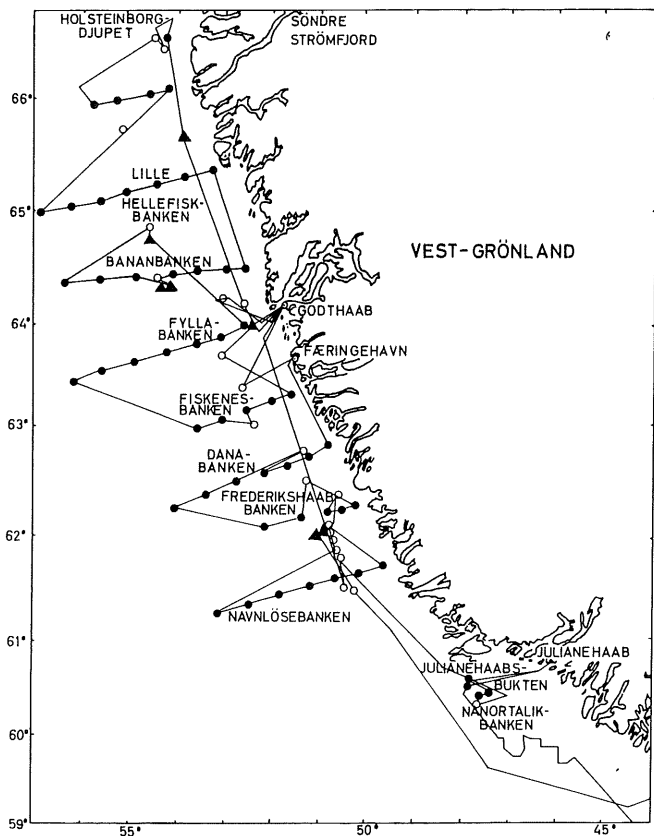 HOLSTEINBORG-
DJUPET
SÖNDRE
STRÖMFJORD
66°
LILLE
HELLEFISK-
BANKEN
65°
BANANBANKEN
VEST-GRÖNLAND
GODTHAAB
64°
FYLLA-
BANKEN
FÆRINGEHAVN
FISKENES-
BANKEN
63°
DANA-
BANKEN
FREDERIKSHAAB
BANKEN
62°
NAVNLÖSEBANKEN
61°
JULIANEHAAB
JULIANEHAABS-
BUKTEN
NANORTALIK-
BANKEN
60°
59°
55°
50°
45°